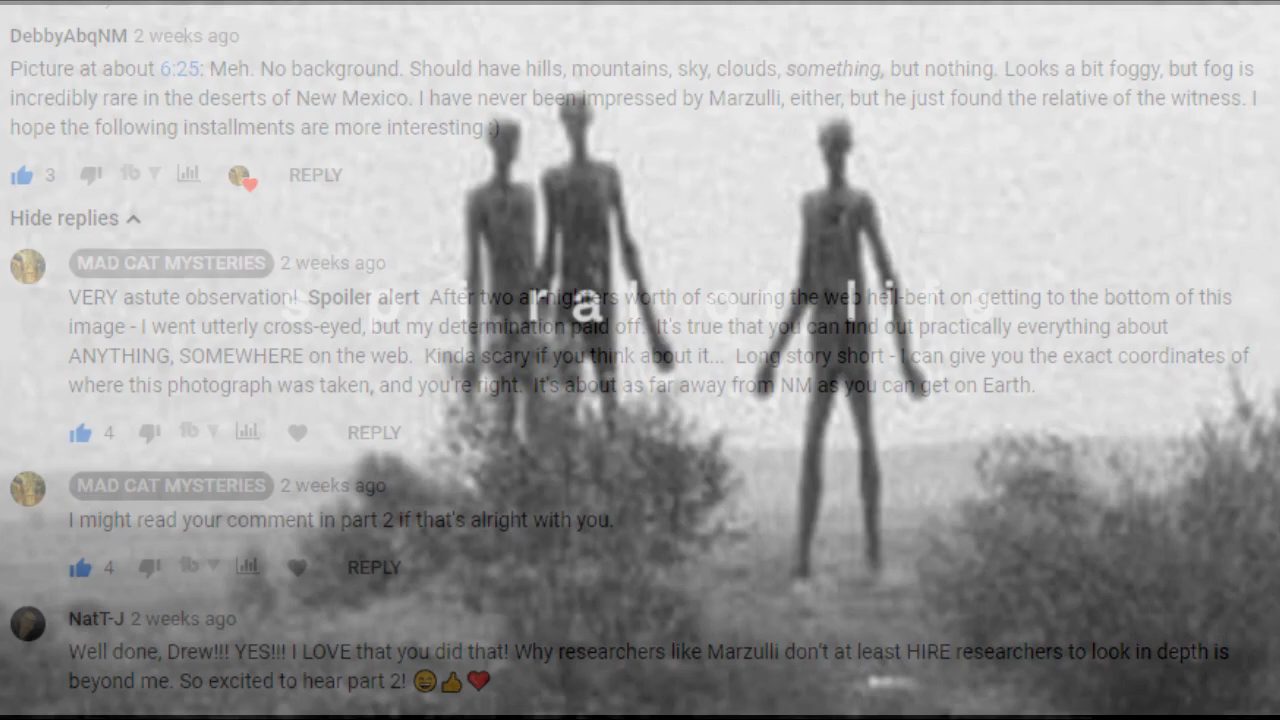 DebbyAbqNM 2 weeks ago
Picture at about 6:25: Meh. No background. Should have hills, mountains, sky, clouds, something, but nothing. Looks a bit foggy, but fog is
incredibly rare in the deserts of New Mexico. I have never been impressed by Marzulli, either, but he just found the relative of the witness. I
hope the following installments are more interesting :)
3 REPLY
Hide replies
MAD CAT MYSTERIES 2 weeks ago
VERY astute observation! Spoiler alert After two all-nighters worth of scouring the web hell-bent on getting to the bottom of this
image - I went utterly cross-eyed, but my determination paid off. It's true that you can find out practically everything about
ANYTHING, SOMEWHERE on the web. Kinda scary if you think about it... Long story short - I can give you the exact coordinates of
where this photograph was taken, and you're right. It's about as far away from NM as you can get on Earth.
4 REPLY
MAD CAT MYSTERIES 2 weeks ago
I might read your comment in part 2 if that's alright with you.
4 REPLY
NatT-J 2 weeks ago
Well done, Drew!!! YES!!! I LOVE that you did that! Why researchers like Marzulli don't at least HIRE researchers to look in depth is
beyond me. So excited to hear part 2! 😄👍❤️